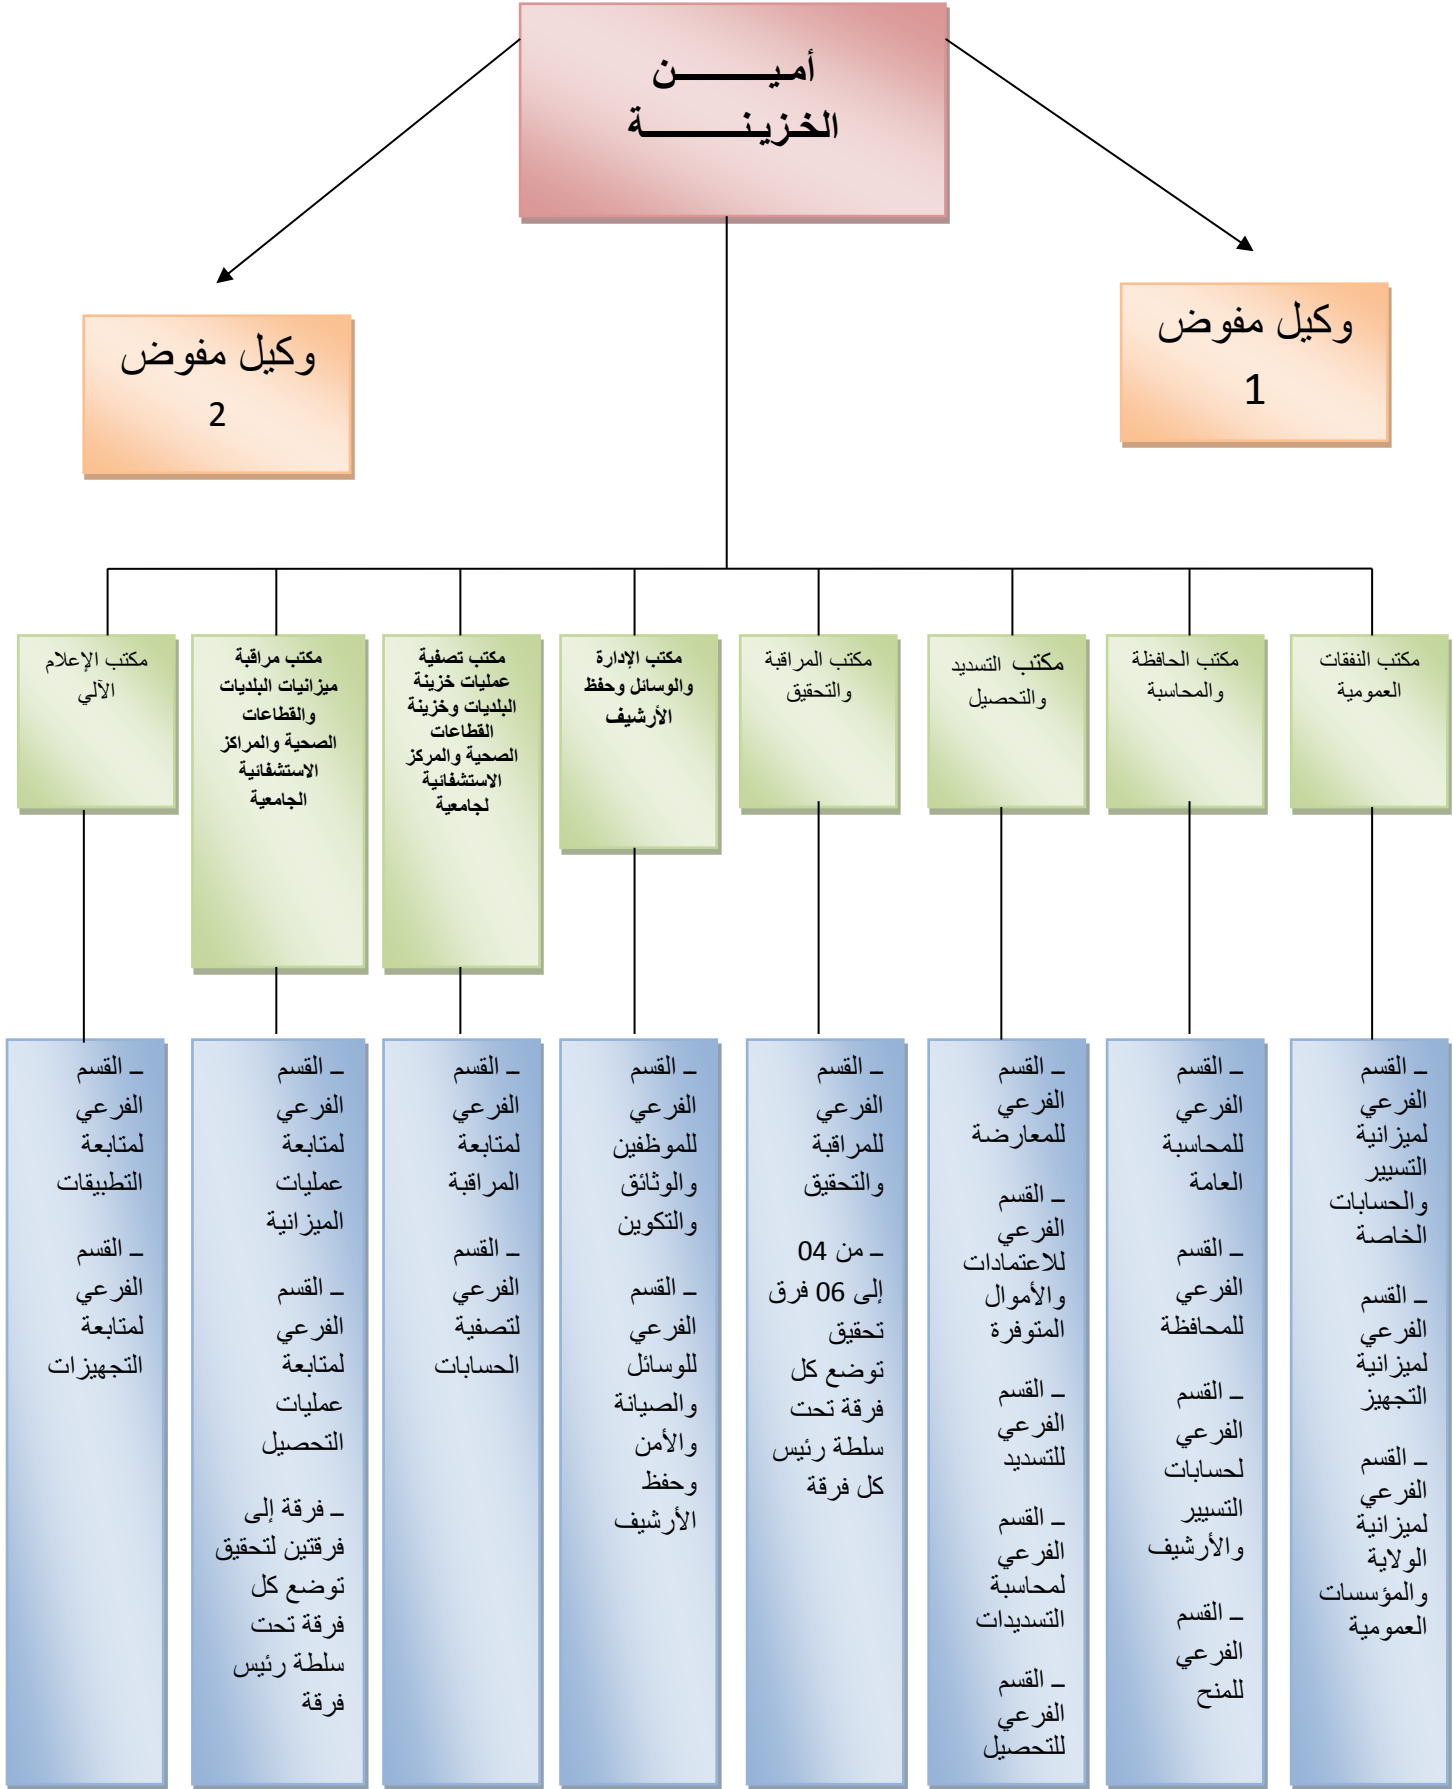 أميـــــــــن
الخزينـــــــــة
وكيل مفوض
1
وكيل مفوض
2
مكتب النفقات
العمومية
مكتب الحافظة
والمحاسبة
مكتب التسديد
والتحصيل
مكتب المراقبة
والتحقيق
مكتب الإدارة
والوسائل وحفظ
الأرشيف
مكتب تصفية
عمليات خزينة
البلديات وخزينة
القطاعات
الصحية والمركز
الاستشفائية
لجامعية
مكتب مراقبة
ميزانيات البلديات
والقطاعات
الصحية والمراكز
الاستشفائية
الجامعية
مكتب الإعلام
الآلي
– القسم
الفرعي
لميزانية
التسيير
والحسابات
الخاصة
– القسم
الفرعي
لميزانية
التجهيز
– القسم
الفرعي
لميزانية
الولاية
والمؤسسات
العمومية
– القسم
الفرعي
للمحاسبة
العامة
– القسم
الفرعي
للمحافظة
– القسم
الفرعي
لحسابات
التسيير
والأرشيف
– القسم
الفرعي
للمنح
– القسم
الفرعي
للمعارضة
– القسم
الفرعي
للاعتمادات
والأموال
المتوفرة
– القسم
الفرعي
للتسديد
– القسم
الفرعي
لمحاسبة
التسديدات
– القسم
الفرعي
للتحصيل
– القسم
الفرعي
للمراقبة
والتحقيق
– من 04
إلى 06 فرق
تحقيق
توضع كل
فرقة تحت
سلطة رئيس
كل فرقة
– القسم
الفرعي
للموظفين
والوثائق
والتكوين
– القسم
الفرعي
للوسائل
والصيانة
والأمن
وحفظ
الأرشيف
– القسم
الفرعي
لمتابعة
المراقبة
– القسم
الفرعي
لتصفية
الحسابات
– القسم
الفرعي
لمتابعة
عمليات
الميزانية
– القسم
الفرعي
لمتابعة
عمليات
التحصيل
– فرقة إلى
فرقتين لتحقيق
توضع كل
فرقة تحت
سلطة رئيس
فرقة
– القسم
الفرعي
لمتابعة
التطبيقات
– القسم
الفرعي
لمتابعة
التجهيزات